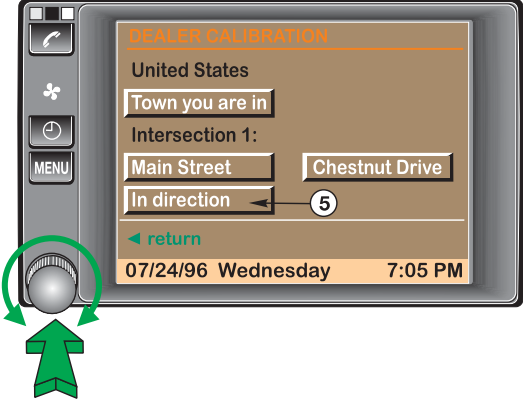 DEALER CALIBRATION
United States
Town you are in
Intersection 1:
Main Street Chestnut Drive
In direction 5
◄ return
MENU
07/24/96 Wednesday 7:05 PM